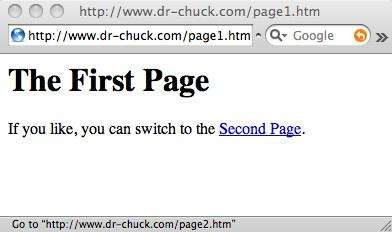 http://www.dr-chuck.com/page1.htm
http://www.dr-chuck.com/page1.htm Google
The First Page
If you like, you can switch to the Second Page.
Go to “http://www.dr-chuck.com/page2.htm”